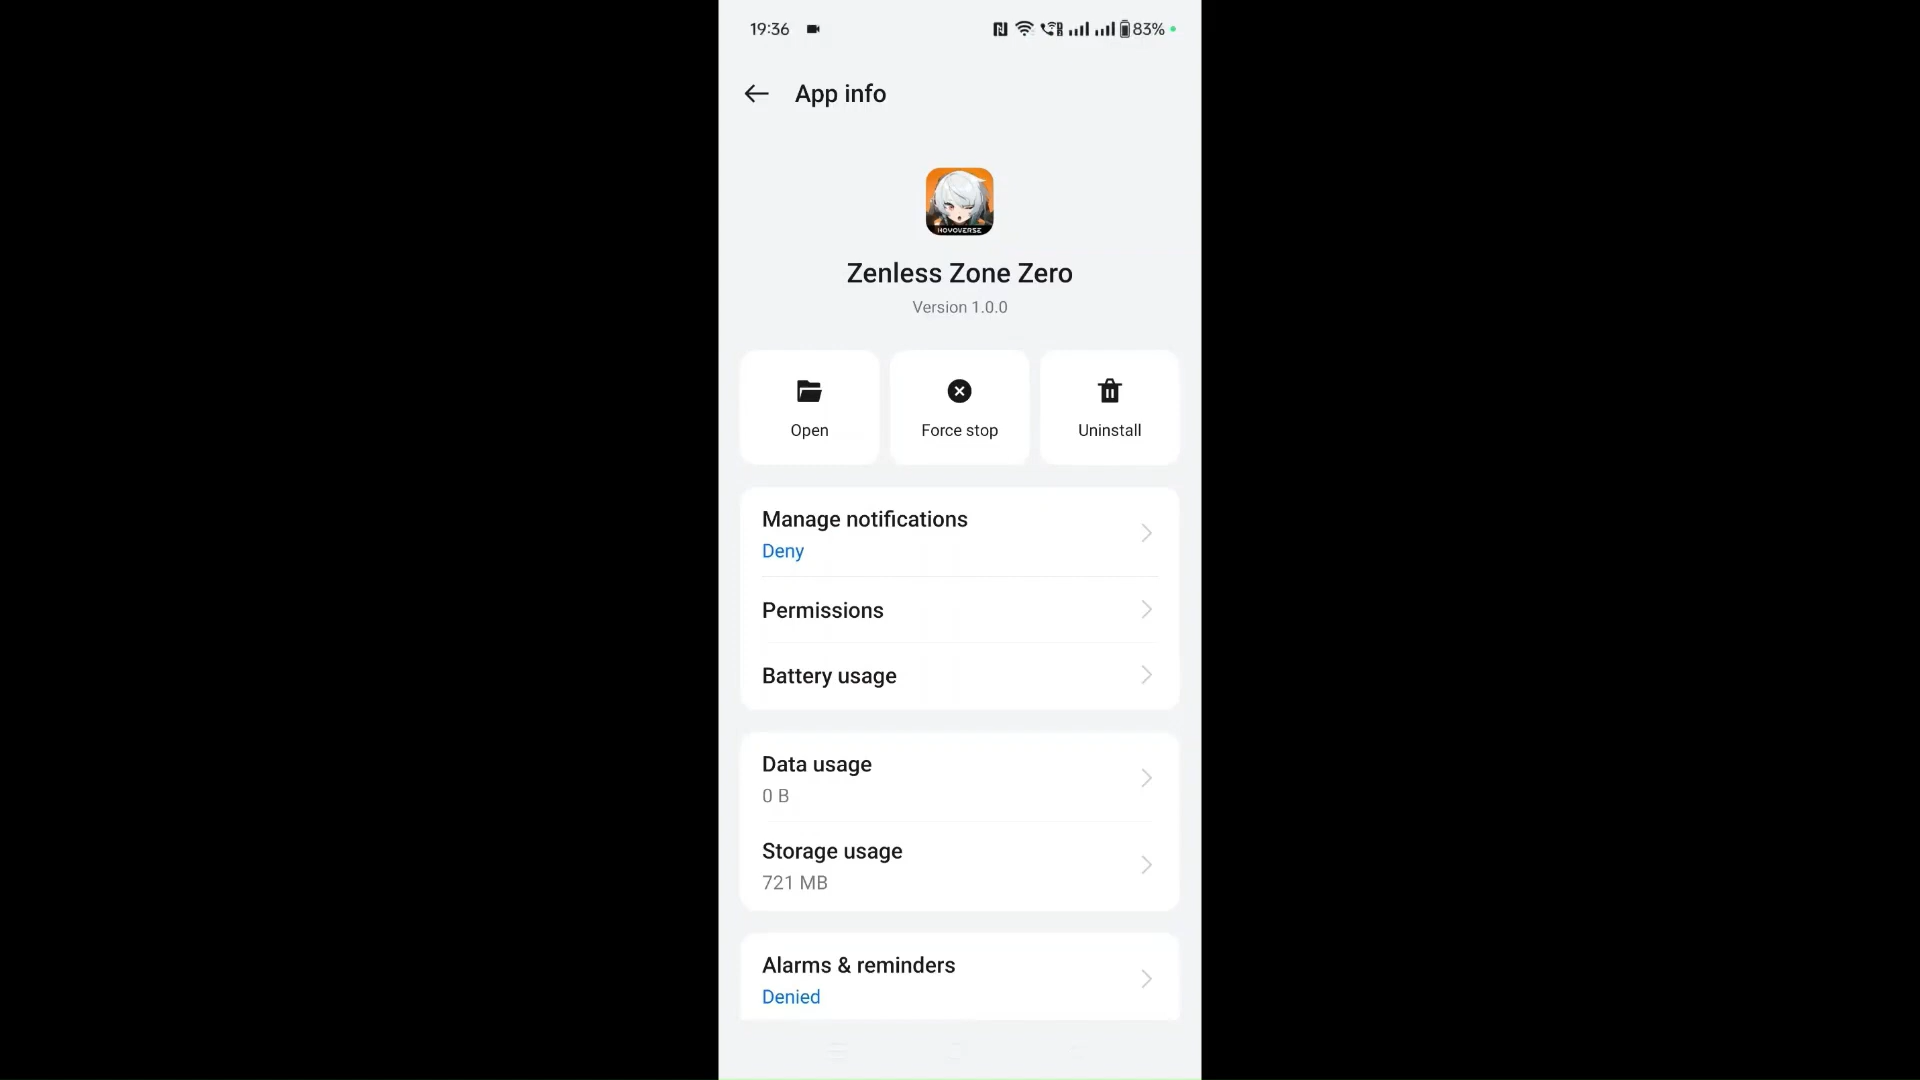 19:36 83%
App info
HOYOVERSE
Zenless Zone Zero
Version 1.0.0
Open Force stop Uninstall
Manage notifications
Deny
Permissions
Battery usage
Data usage
0 B
Storage usage
721 MB
Alarms & reminders
Denied